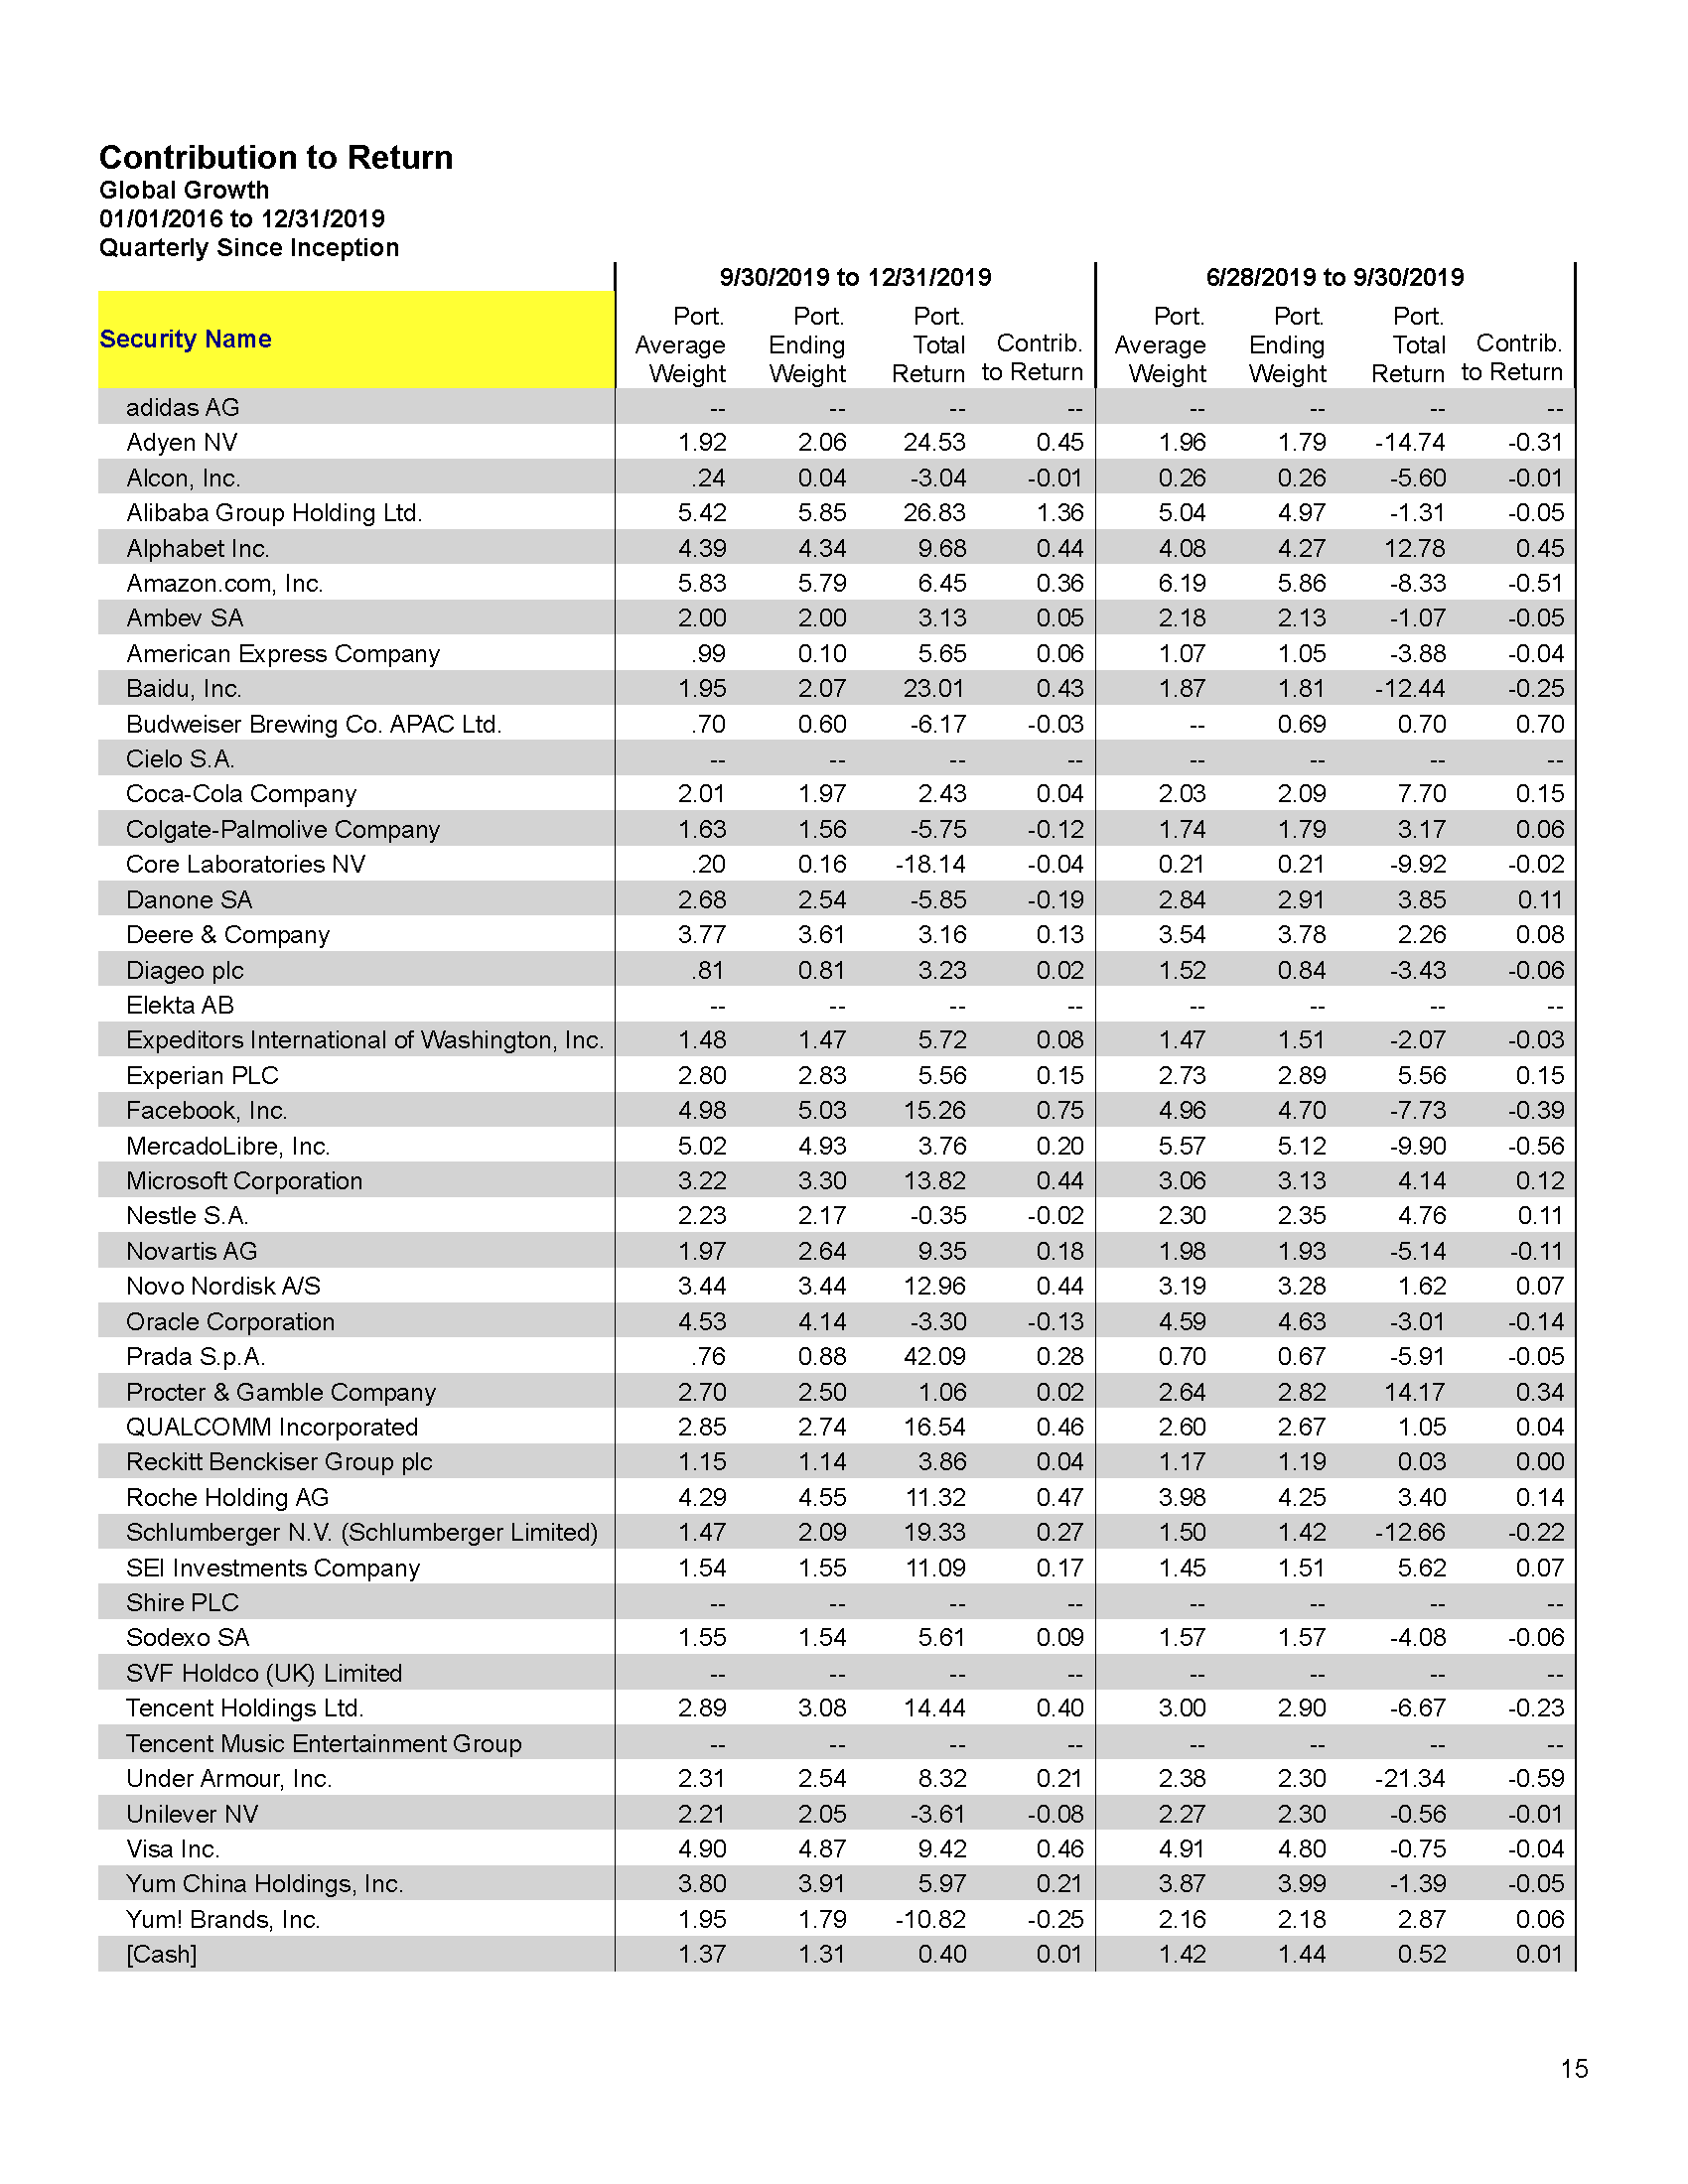 Contribution to Return
Global Growth
01/01/2016 to 12/31/2019
Quarterly Since Inception
9/30/2019 to 12/31/2019 6/28/2019 to 9/30/2019
Security Name Port. Average Weight Port. Ending Weight Port. Total Return Contrib. to Return Port. Average Weight Port. Ending Weight Port. Total Return Contrib. to Return
adidas AG -- -- -- -- -- -- -- --
Adyen NV 1.92 2.06 24.53 0.45 1.96 1.79 -14.74 -0.31
Alcon, Inc. .24 0.04 -3.04 -0.01 0.26 0.26 -5.60 -0.01
Alibaba Group Holding Ltd. 5.42 5.85 26.83 1.36 5.04 4.97 -1.31 -0.05
Alphabet Inc. 4.39 4.34 9.68 0.44 4.08 4.27 12.78 0.45
Amazon.com, Inc. 5.83 5.79 6.45 0.36 6.19 5.86 -8.33 -0.51
Ambev SA 2.00 2.00 3.13 0.05 2.18 2.13 -1.07 -0.05
American Express Company .99 0.10 5.65 0.06 1.07 1.05 -3.88 -0.04
Baidu, Inc. 1.95 2.07 23.01 0.43 1.87 1.81 -12.44 -0.25
Budweiser Brewing Co. APAC Ltd. .70 0.60 -6.17 -0.03 -- 0.69 0.70 0.70
Cielo S.A. -- -- -- -- -- -- -- --
Coca-Cola Company 2.01 1.97 2.43 0.04 2.03 2.09 7.70 0.15
Colgate-Palmolive Company 1.63 1.56 -5.75 -0.12 1.74 1.79 3.17 0.06
Core Laboratories NV .20 0.16 -18.14 -0.04 0.21 0.21 -9.92 -0.02
Danone SA 2.68 2.54 -5.85 -0.19 2.84 2.91 3.85 0.11
Deere & Company 3.77 3.61 3.16 0.13 3.54 3.78 2.26 0.08
Diageo plc .81 0.81 3.23 0.02 1.52 0.84 -3.43 -0.06
Elekta AB -- -- -- -- -- -- -- --
Expeditors International of Washington, Inc. 1.48 1.47 5.72 0.08 1.47 1.51 -2.07 -0.03
Experian PLC 2.80 2.83 5.56 0.15 2.73 2.89 5.56 0.15
Facebook, Inc. 4.98 5.03 15.26 0.75 4.96 4.70 -7.73 -0.39
MercadoLibre, Inc. 5.02 4.93 3.76 0.20 5.57 5.12 -9.90 -0.56
Microsoft Corporation 3.22 3.30 13.82 0.44 3.06 3.13 4.14 0.12
Nestle S.A. 2.23 2.17 -0.35 -0.02 2.30 2.35 4.76 0.11
Novartis AG 1.97 2.64 9.35 0.18 1.98 1.93 -5.14 -0.11
Novo Nordisk A/S 3.44 3.44 12.96 0.44 3.19 3.28 1.62 0.07
Oracle Corporation 4.53 4.14 -3.30 -0.13 4.59 4.63 -3.01 -0.14
Prada S.p.A. .76 0.88 42.09 0.28 0.70 0.67 -5.91 -0.05
Procter & Gamble Company 2.70 2.50 1.06 0.02 2.64 2.82 14.17 0.34
QUALCOMM Incorporated 2.85 2.74 16.54 0.46 2.60 2.67 1.05 0.04
Reckitt Benckiser Group plc 1.15 1.14 3.86 0.04 1.17 1.19 0.03 0.00
Roche Holding AG 4.29 4.55 11.32 0.47 3.98 4.25 3.40 0.14
Schlumberger N.V. (Schlumberger Limited) 1.47 2.09 19.33 0.27 1.50 1.42 -12.66 -0.22
SEI Investments Company 1.54 1.55 11.09 0.17 1.45 1.51 5.62 0.07
Shire PLC -- -- -- -- -- -- -- --
Sodexo SA 1.55 1.54 5.61 0.09 1.57 1.57 -4.08 -0.06
SVF Holdco (UK) Limited -- -- -- -- -- -- -- --
Tencent Holdings Ltd. 2.89 3.08 14.44 0.40 3.00 2.90 -6.67 -0.23
Tencent Music Entertainment Group -- -- -- -- -- -- -- --
Under Armour, Inc. 2.31 2.54 8.32 0.21 2.38 2.30 -21.34 -0.59
Unilever NV 2.21 2.05 -3.61 -0.08 2.27 2.30 -0.56 -0.01
Visa Inc. 4.90 4.87 9.42 0.46 4.91 4.80 -0.75 -0.04
Yum China Holdings, Inc. 3.80 3.91 5.97 0.21 3.87 3.99 -1.39 -0.05
Yum! Brands, Inc. 1.95 1.79 -10.82 -0.25 2.16 2.18 2.87 0.06
[Cash] 1.37 1.31 0.40 0.01 1.42 1.44 0.52 0.01
15